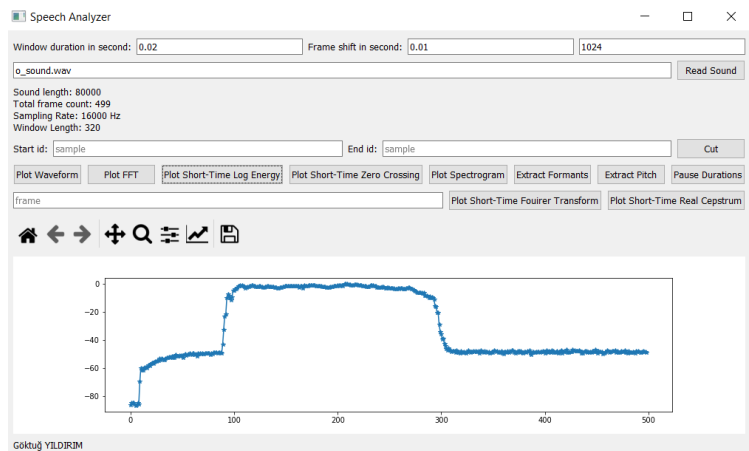 Speech Analyzer
Window duration in second: 0.02 Frame shift in second: 0.01 1024
o_sound.wav Read Sound
Sound length: 80000
Total frame count: 499
Sampling Rate: 16000 Hz
Window Length: 320
Start id: sample End id: sample Cut
Plot Waveform Plot FFT Plot Short-Time Log Energy Plot Short-Time Zero Crossing Plot Spectrogram Extract Formants Extract Pitch Pause Durations
frame Plot Short-Time Fouirer Transform Plot Short-Time Real Cepstrum
0
−20
−40
−60
−80
0 100 200 300 400 500
Göktuğ YILDIRIM